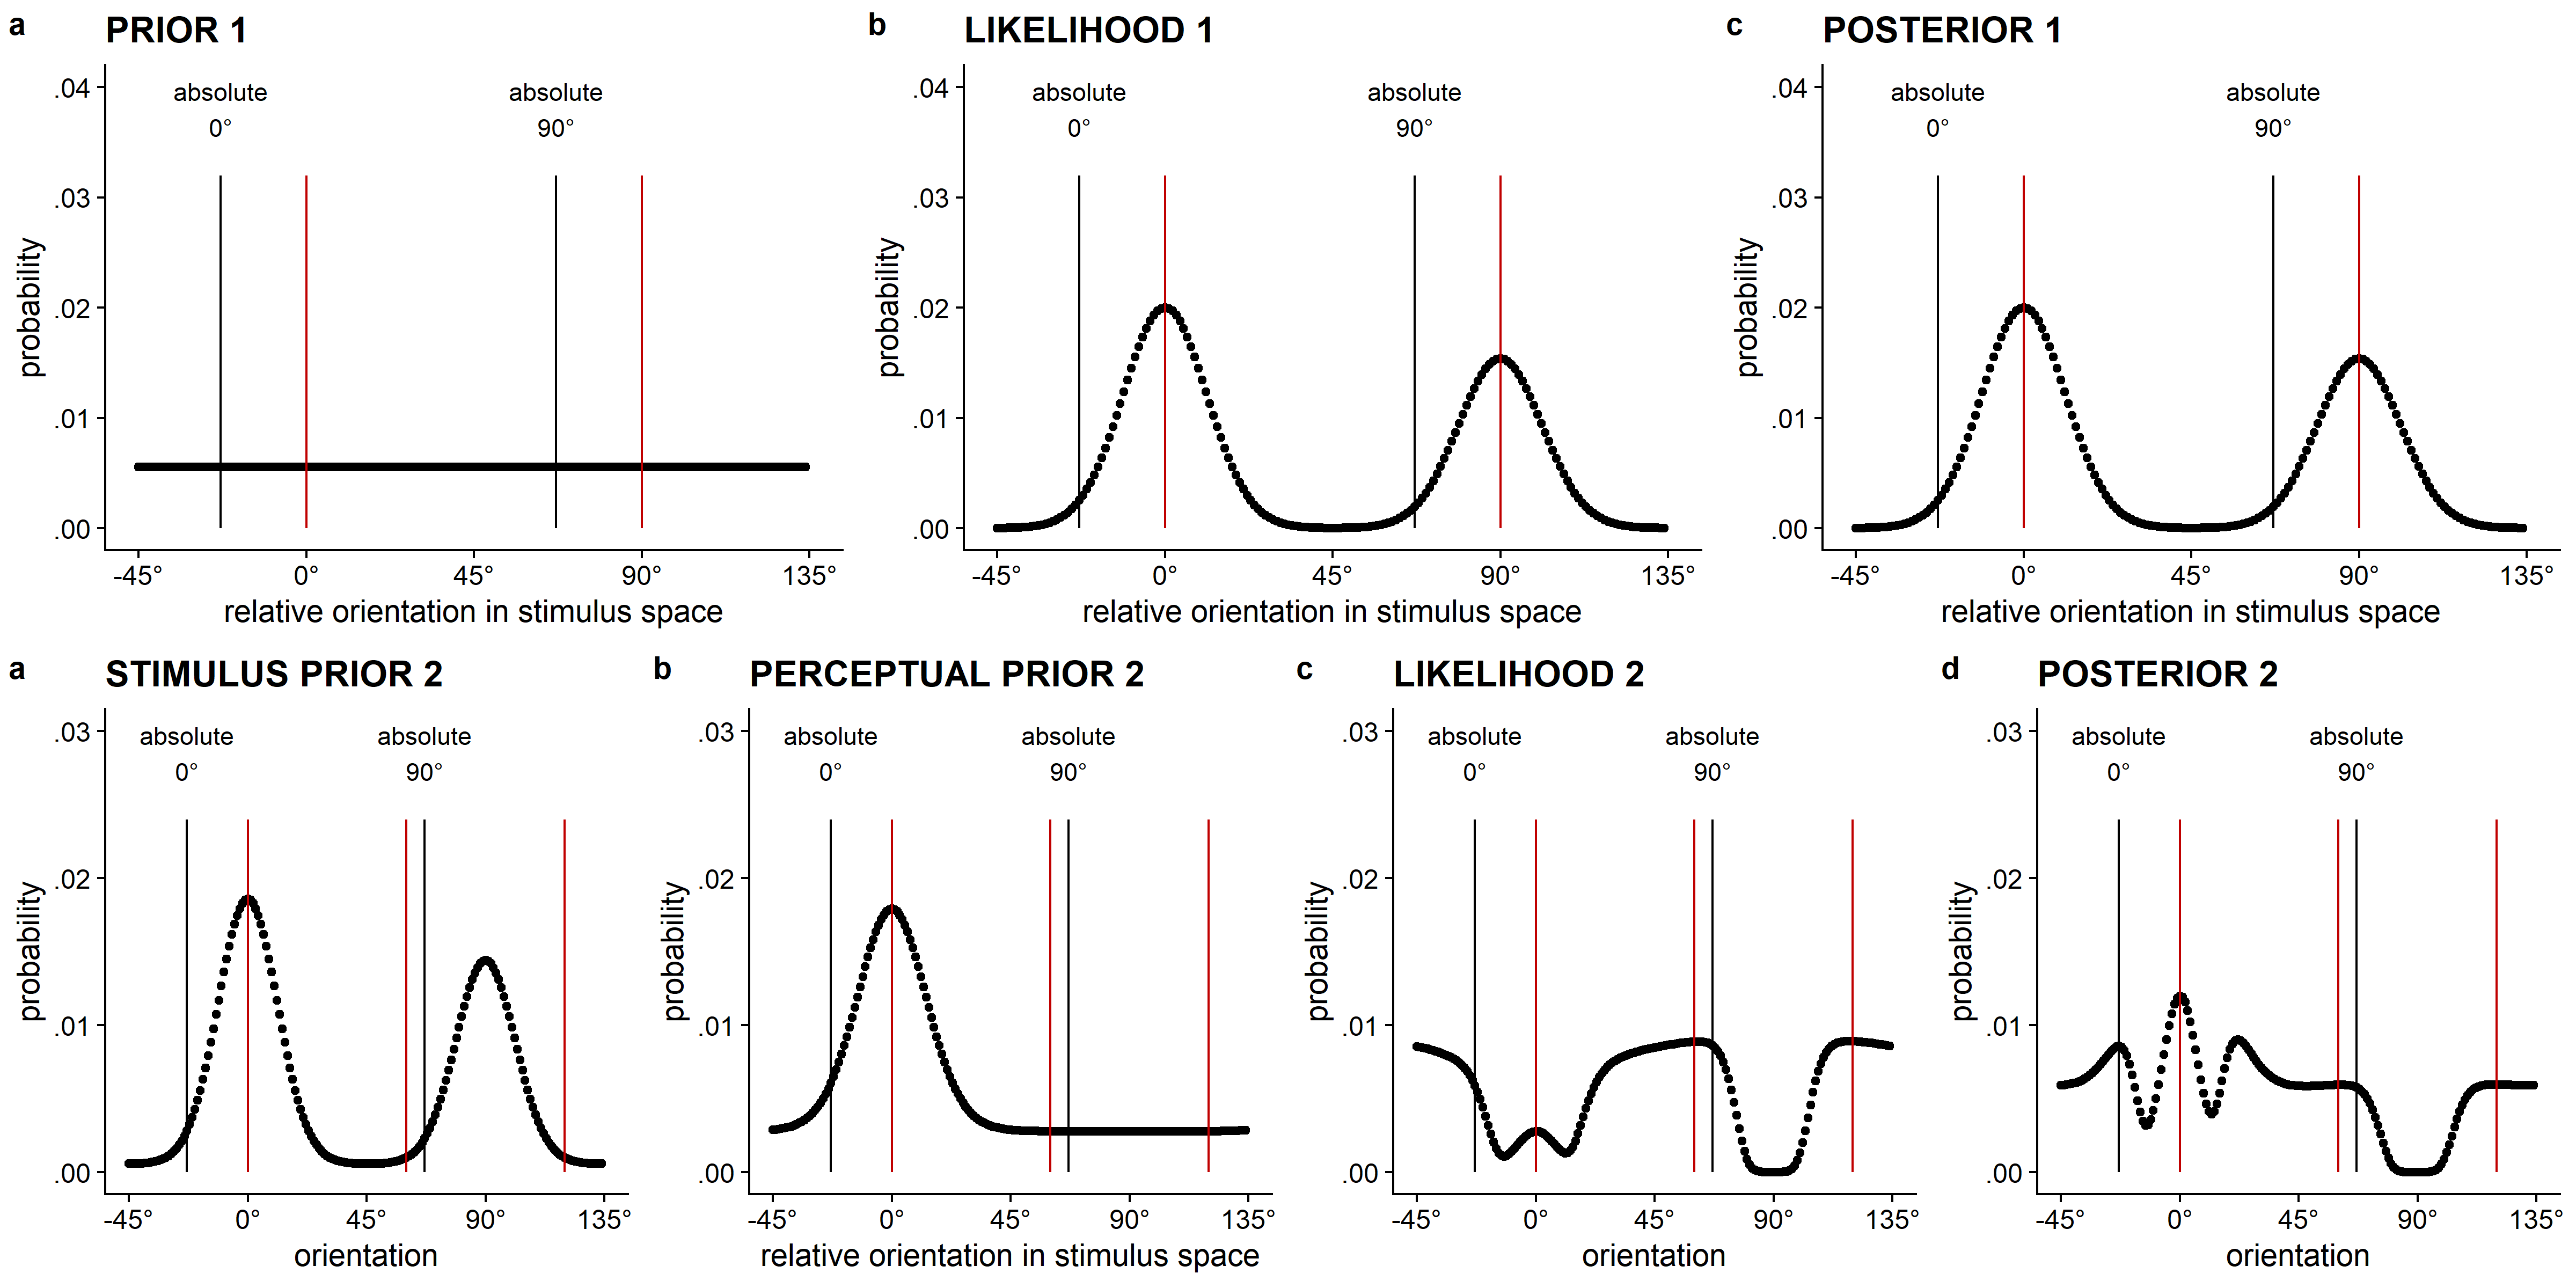 a PRIOR 1
absolute absolute
0° 90°
.04
.03
.02
.01
.00
probability
-45° 0° 45° 90° 135°
relative orientation in stimulus space
b LIKELIHOOD 1
absolute absolute
0° 90°
.04
.03
.02
.01
.00
probability
-45° 0° 45° 90° 135°
relative orientation in stimulus space
c POSTERIOR 1
absolute absolute
0° 90°
.04
.03
.02
.01
.00
probability
-45° 0° 45° 90° 135°
relative orientation in stimulus space
a STIMULUS PRIOR 2
absolute absolute
0° 90°
.03
.02
.01
.00
probability
-45° 0° 45° 90° 135°
orientation
b PERCEPTUAL PRIOR 2
absolute absolute
0° 90°
.03
.02
.01
.00
probability
-45° 0° 45° 90° 135°
relative orientation in stimulus space
c LIKELIHOOD 2
absolute absolute
0° 90°
.03
.02
.01
.00
probability
-45° 0° 45° 90° 135°
orientation
d POSTERIOR 2
absolute absolute
0° 90°
.03
.02
.01
.00
probability
-45° 0° 45° 90° 135°
orientation